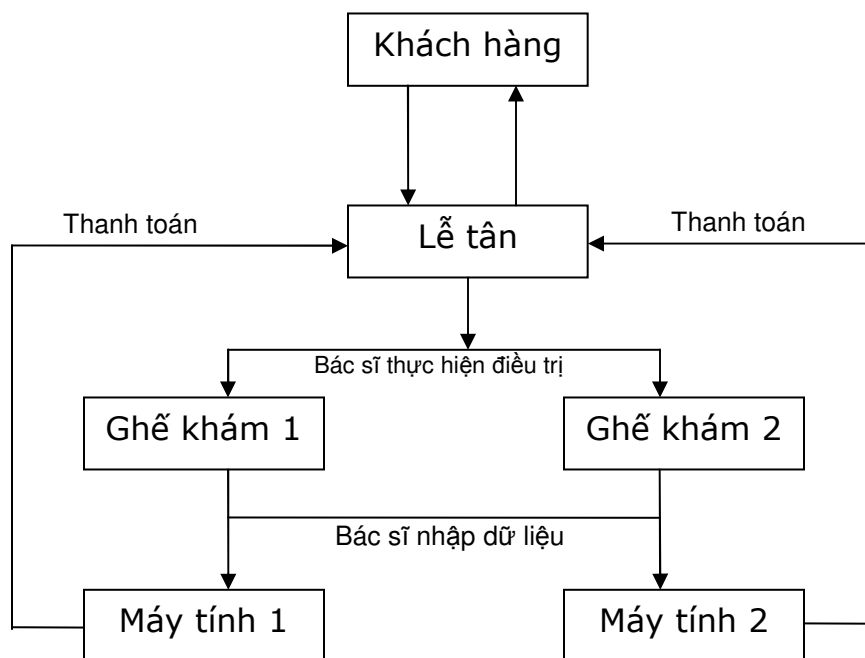 Khách hàng
Thanh toán
Lễ tân
Thanh toán
Bác sĩ thực hiện điều trị
Ghế khám 1
Ghế khám 2
Bác sĩ nhập dữ liệu
Máy tính 1
Máy tính 2